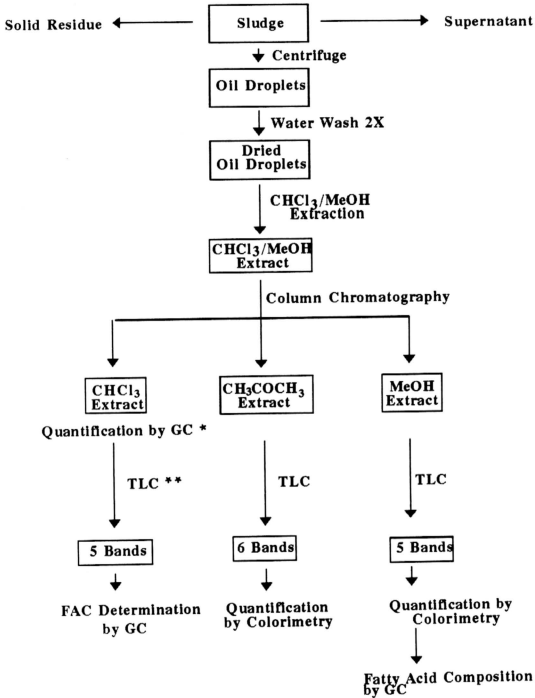 Solid Residue
Sludge
Supernatant
Centrifuge
Oil Droplets
Water Wash 2X
Dried
Oil Droplets
CHCl3/MeOH
Extraction
CHCl3/MeOH
Extract
Column Chromatography
CHCl3
Extract
CH3COCH3
Extract
MeOH
Extract
Quantification by GC *
TLC **
TLC
TLC
5 Bands
6 Bands
5 Bands
FAC Determination
by GC
Quantification
by Colorimetry
Quantification by
Colorimetry
Fatty Acid Composition
by GC